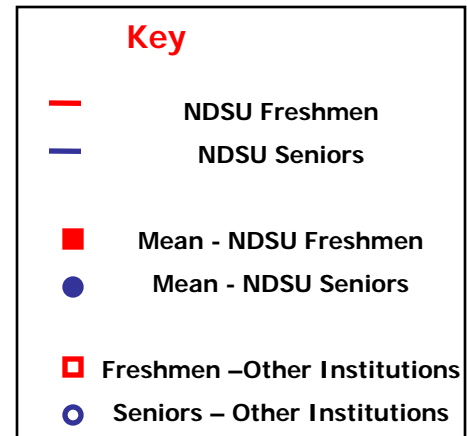 Key
NDSU Freshmen
NDSU Seniors
Mean - NDSU Freshmen
Mean - NDSU Seniors
Freshmen –Other Institutions
Seniors – Other Institutions